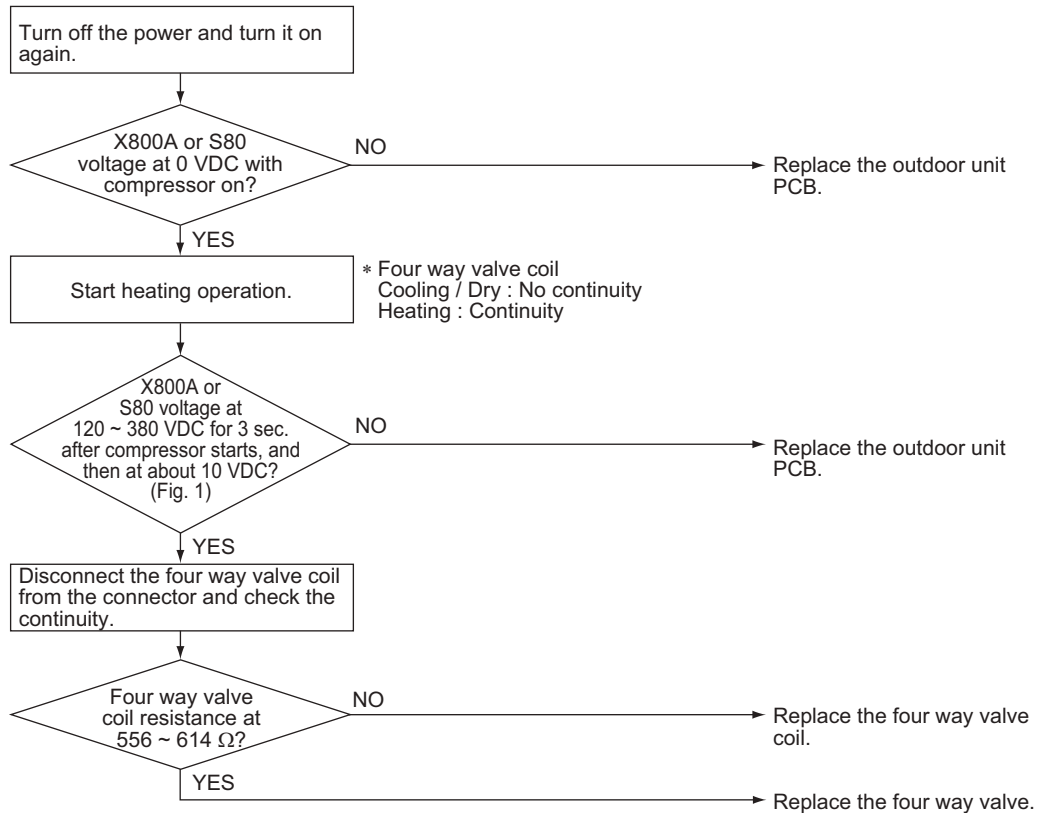 Turn off the power and turn it on
again.
X800A or S80
voltage at 0 VDC with
compressor on?
NO
Replace the outdoor unit
PCB.
YES
Start heating operation.
* Four way valve coil
Cooling / Dry : No continuity
Heating : Continuity
X800A or
S80 voltage at
120 ~ 380 VDC for 3 sec.
after compressor starts, and
then at about 10 VDC?
(Fig. 1)
NO
Replace the outdoor unit
PCB.
YES
Disconnect the four way valve coil
from the connector and check the
continuity.
Four way valve
coil resistance at
556 ~ 614 Ω?
NO
Replace the four way valve
coil.
YES
Replace the four way valve.